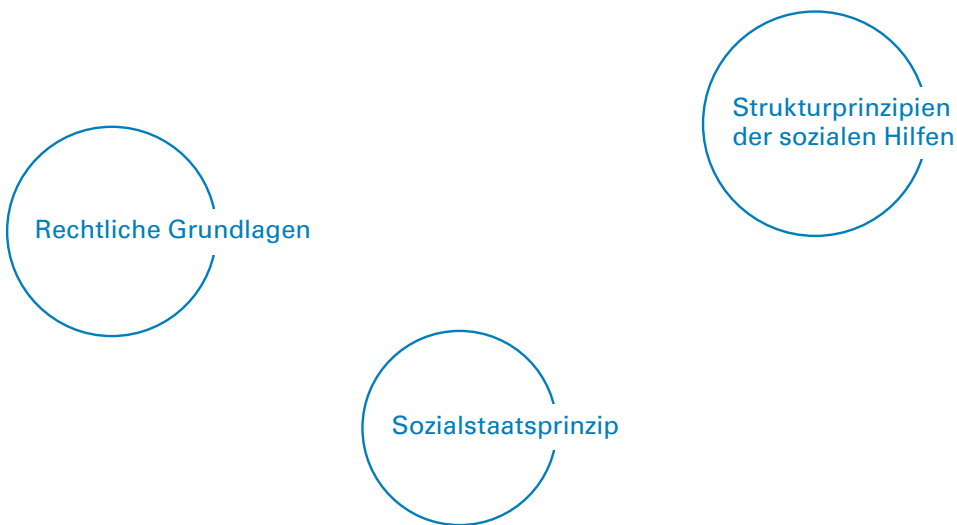 Strukturprinzipien
der sozialen Hilfen
Rechtliche Grundlagen
Sozialstaatsprinzip